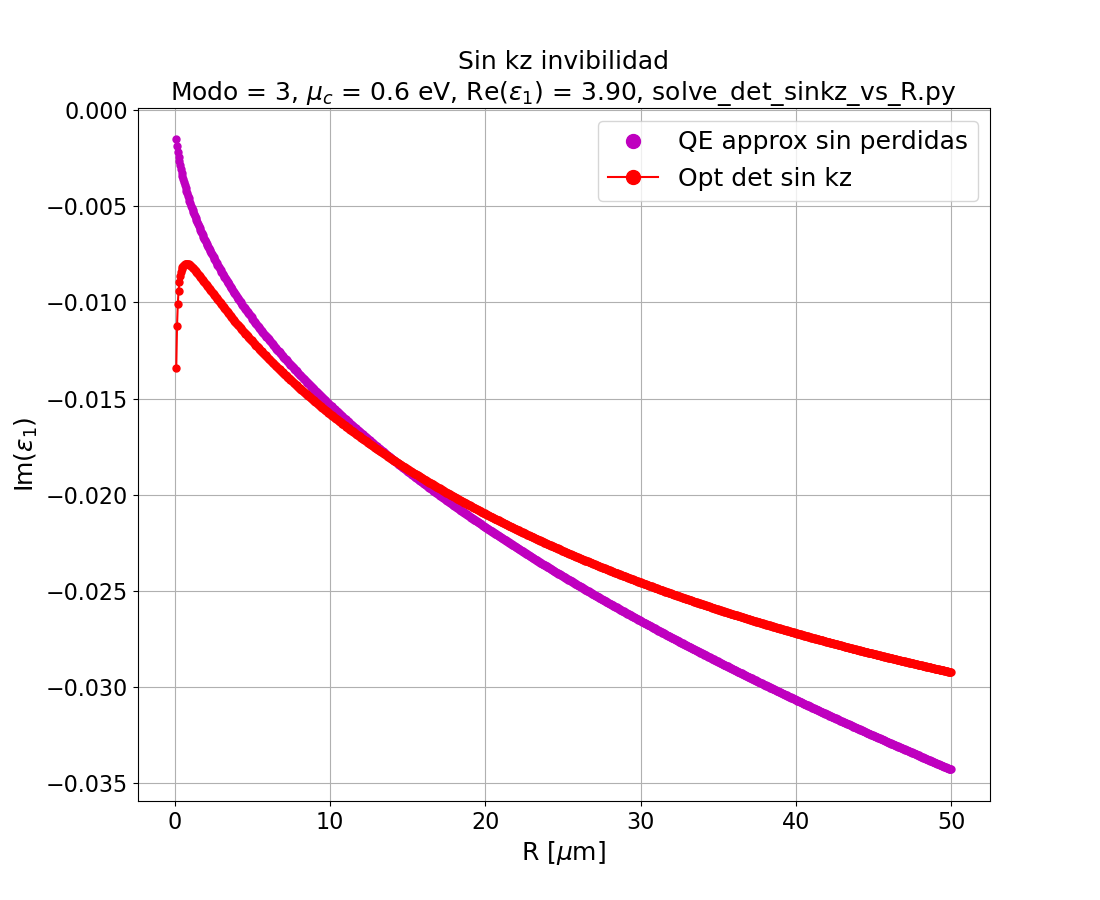 Sin kz invibilidad
Modo = 3, μc = 0.6 eV, Re(ε1) = 3.90, solve_det_sinkz_vs_R.py
QE approx sin perdidas
Opt det sin kz
0.000
−0.005
−0.010
−0.015
−0.020
−0.025
−0.030
−0.035
Im(ε1)
0 10 20 30 40 50
R [μm]